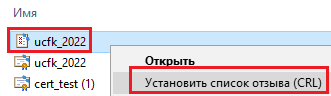 Имя
ucfk_2022
ucfk_2022
cert_test (1)
Открыть
Установить список отзыва (CRL)